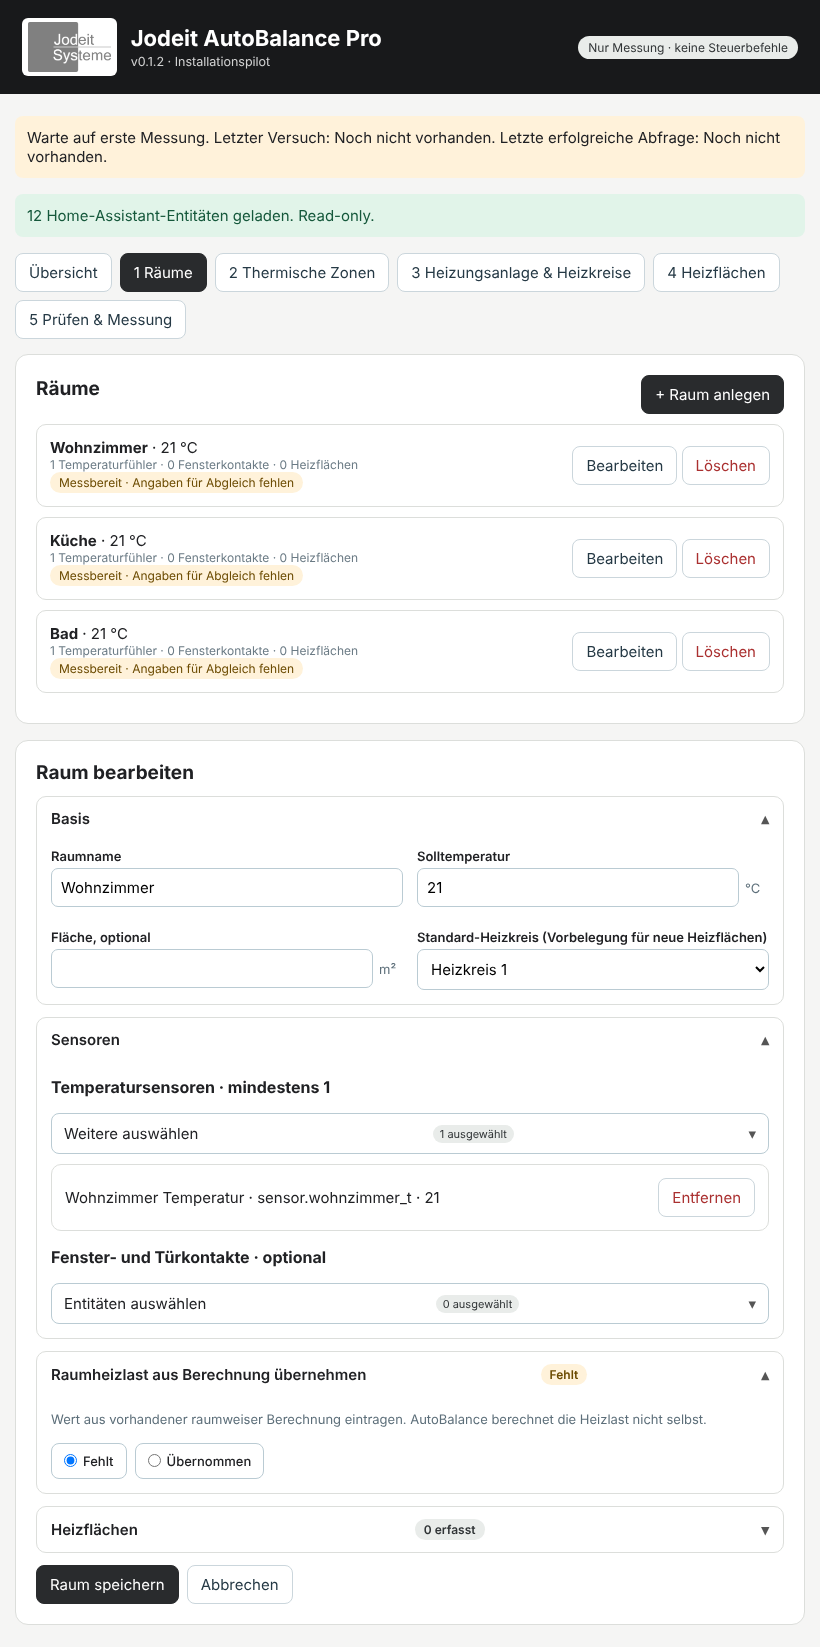 Jodeit
Systeme
Jodeit AutoBalance Pro
v0.1.2 · Installationspilot
Nur Messung · keine Steuerbefehle
Warte auf erste Messung. Letzter Versuch: Noch nicht vorhanden. Letzte erfolgreiche Abfrage: Noch nicht
vorhanden.
12 Home-Assistant-Entitäten geladen. Read-only.
Übersicht
1 Räume
2 Thermische Zonen
3 Heizungsanlage & Heizkreise
4 Heizflächen
5 Prüfen & Messung
Räume
+ Raum anlegen
Wohnzimmer · 21 °C
1 Temperaturfühler · 0 Fensterkontakte · 0 Heizflächen
Messbereit · Angaben für Abgleich fehlen
Bearbeiten
Löschen
Küche · 21 °C
1 Temperaturfühler · 0 Fensterkontakte · 0 Heizflächen
Messbereit · Angaben für Abgleich fehlen
Bearbeiten
Löschen
Bad · 21 °C
1 Temperaturfühler · 0 Fensterkontakte · 0 Heizflächen
Messbereit · Angaben für Abgleich fehlen
Bearbeiten
Löschen
Raum bearbeiten
Basis
Raumname
Wohnzimmer
Solltemperatur
21
°C
Fläche, optional
m²
Standard-Heizkreis (Vorbelegung für neue Heizflächen)
Heizkreis 1
Sensoren
Temperatursensoren · mindestens 1
Weitere auswählen
1 ausgewählt
Wohnzimmer Temperatur · sensor.wohnzimmer_t · 21
Entfernen
Fenster- und Türkontakte · optional
Entitäten auswählen
0 ausgewählt
Raumheizlast aus Berechnung übernehmen
Fehlt
Wert aus vorhandener raumweiser Berechnung eintragen. AutoBalance berechnet die Heizlast nicht selbst.
Fehlt
Übernommen
Heizflächen
0 erfasst
Raum speichern
Abbrechen